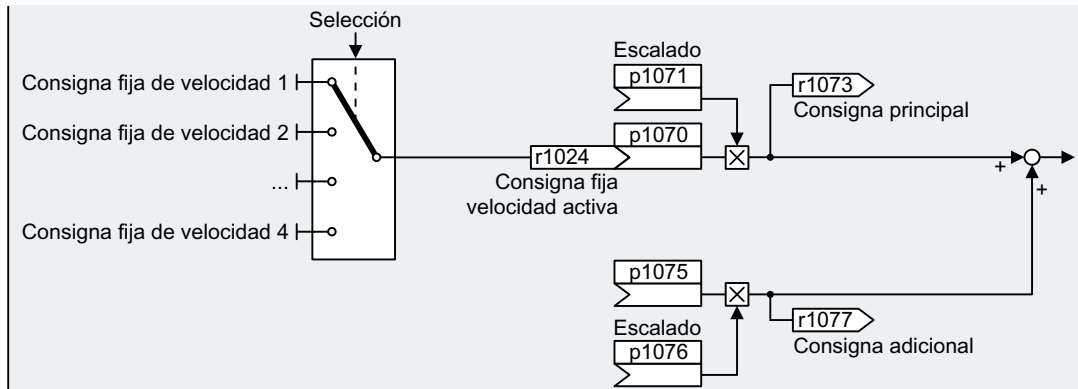 Selección
Consigna fija de velocidad 1
Consigna fija de velocidad 2
...
Consigna fija de velocidad 4
r1024
Consigna fija
velocidad activa
Escalado
p1071
p1070
r1073
Consigna principal
+
+
p1075
Escalado
p1076
r1077
Consigna adicional